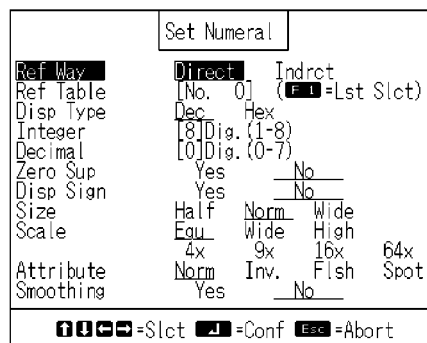 Set Numeral
Ref Way Direct Indrct
Ref Table [No. 0] (F 1 =Lst Slct)
Disp Type Dec Hex
Integer [8]Dig.(1-8)
Decimal [0]Dig.(0-7)
Zero Sup Yes No
Disp Sign Yes No
Size Half Norm Wide
Scale Equ Wide High
4x 9x 16x 64x
Attribute Norm Inv. Flsh Spot
Smoothing Yes No
↑↓←→=Slct ↵=Conf Esc=Abort